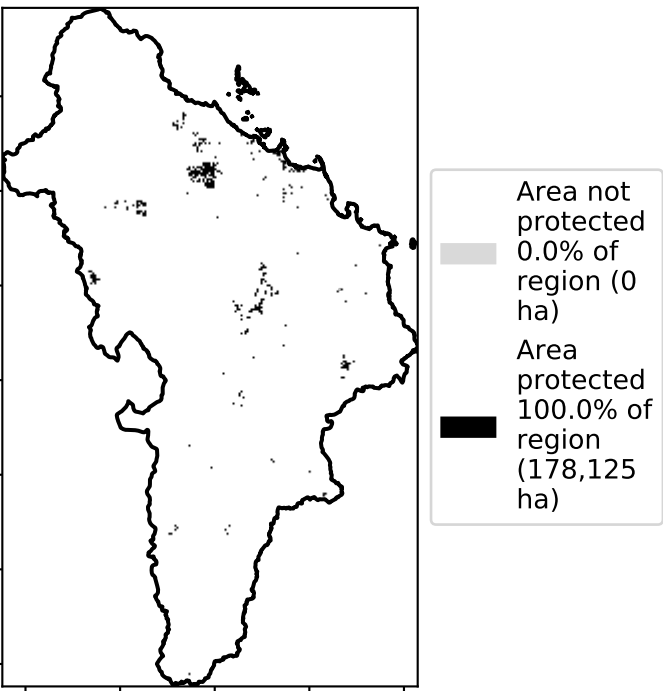 Area not
protected
0.0% of
region (0
ha)
Area
protected
100.0% of
region
(178,125
ha)